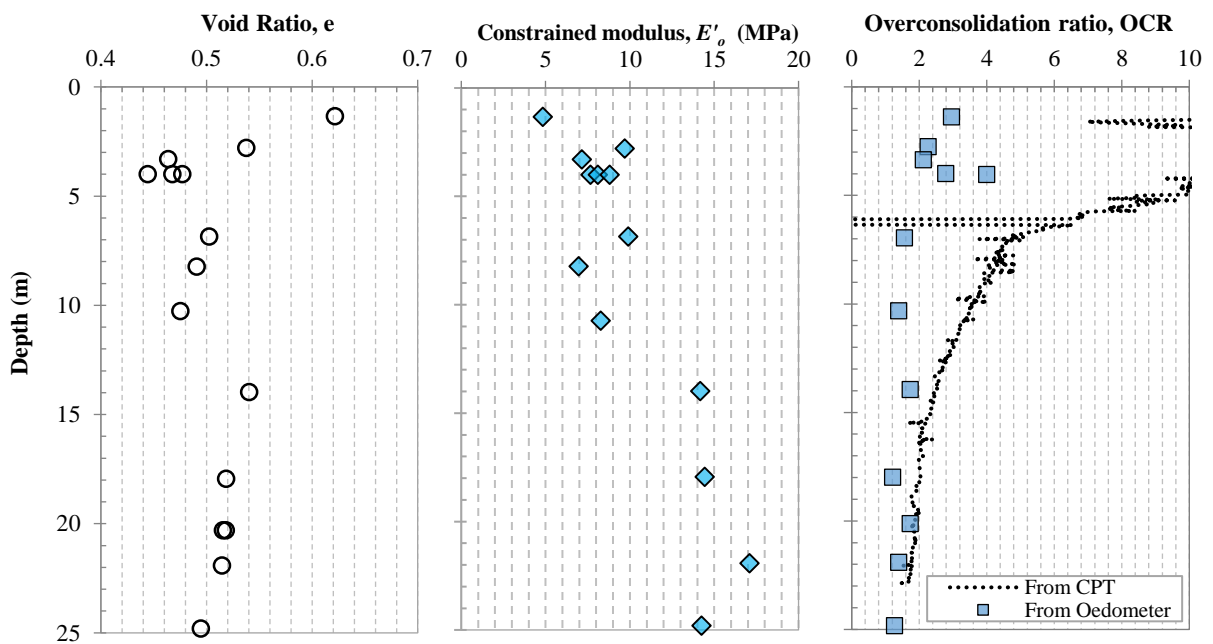 Void Ratio, e
Constrained modulus, E'o (MPa)
Overconsolidation ratio, OCR
0.4 0.5 0.6 0.7
0 5 10 15 20
0 2 4 6 8 10
0
5
10
15
20
25
Depth (m)
From CPT
From Oedometer